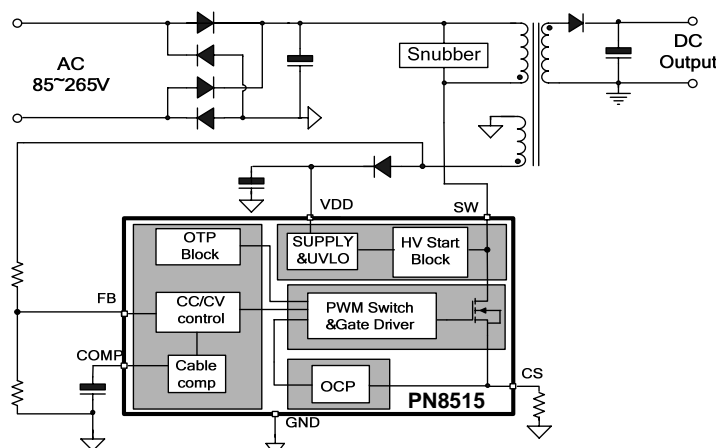 AC
85~265V
Snubber
DC
Output
VDD
SW
OTP
Block
SUPPLY
&UVLO
HV Start
Block
FB
CC/CV
control
PWM Switch
&Gate Driver
COMP
Cable
comp
OCP
CS
PN8515
GND